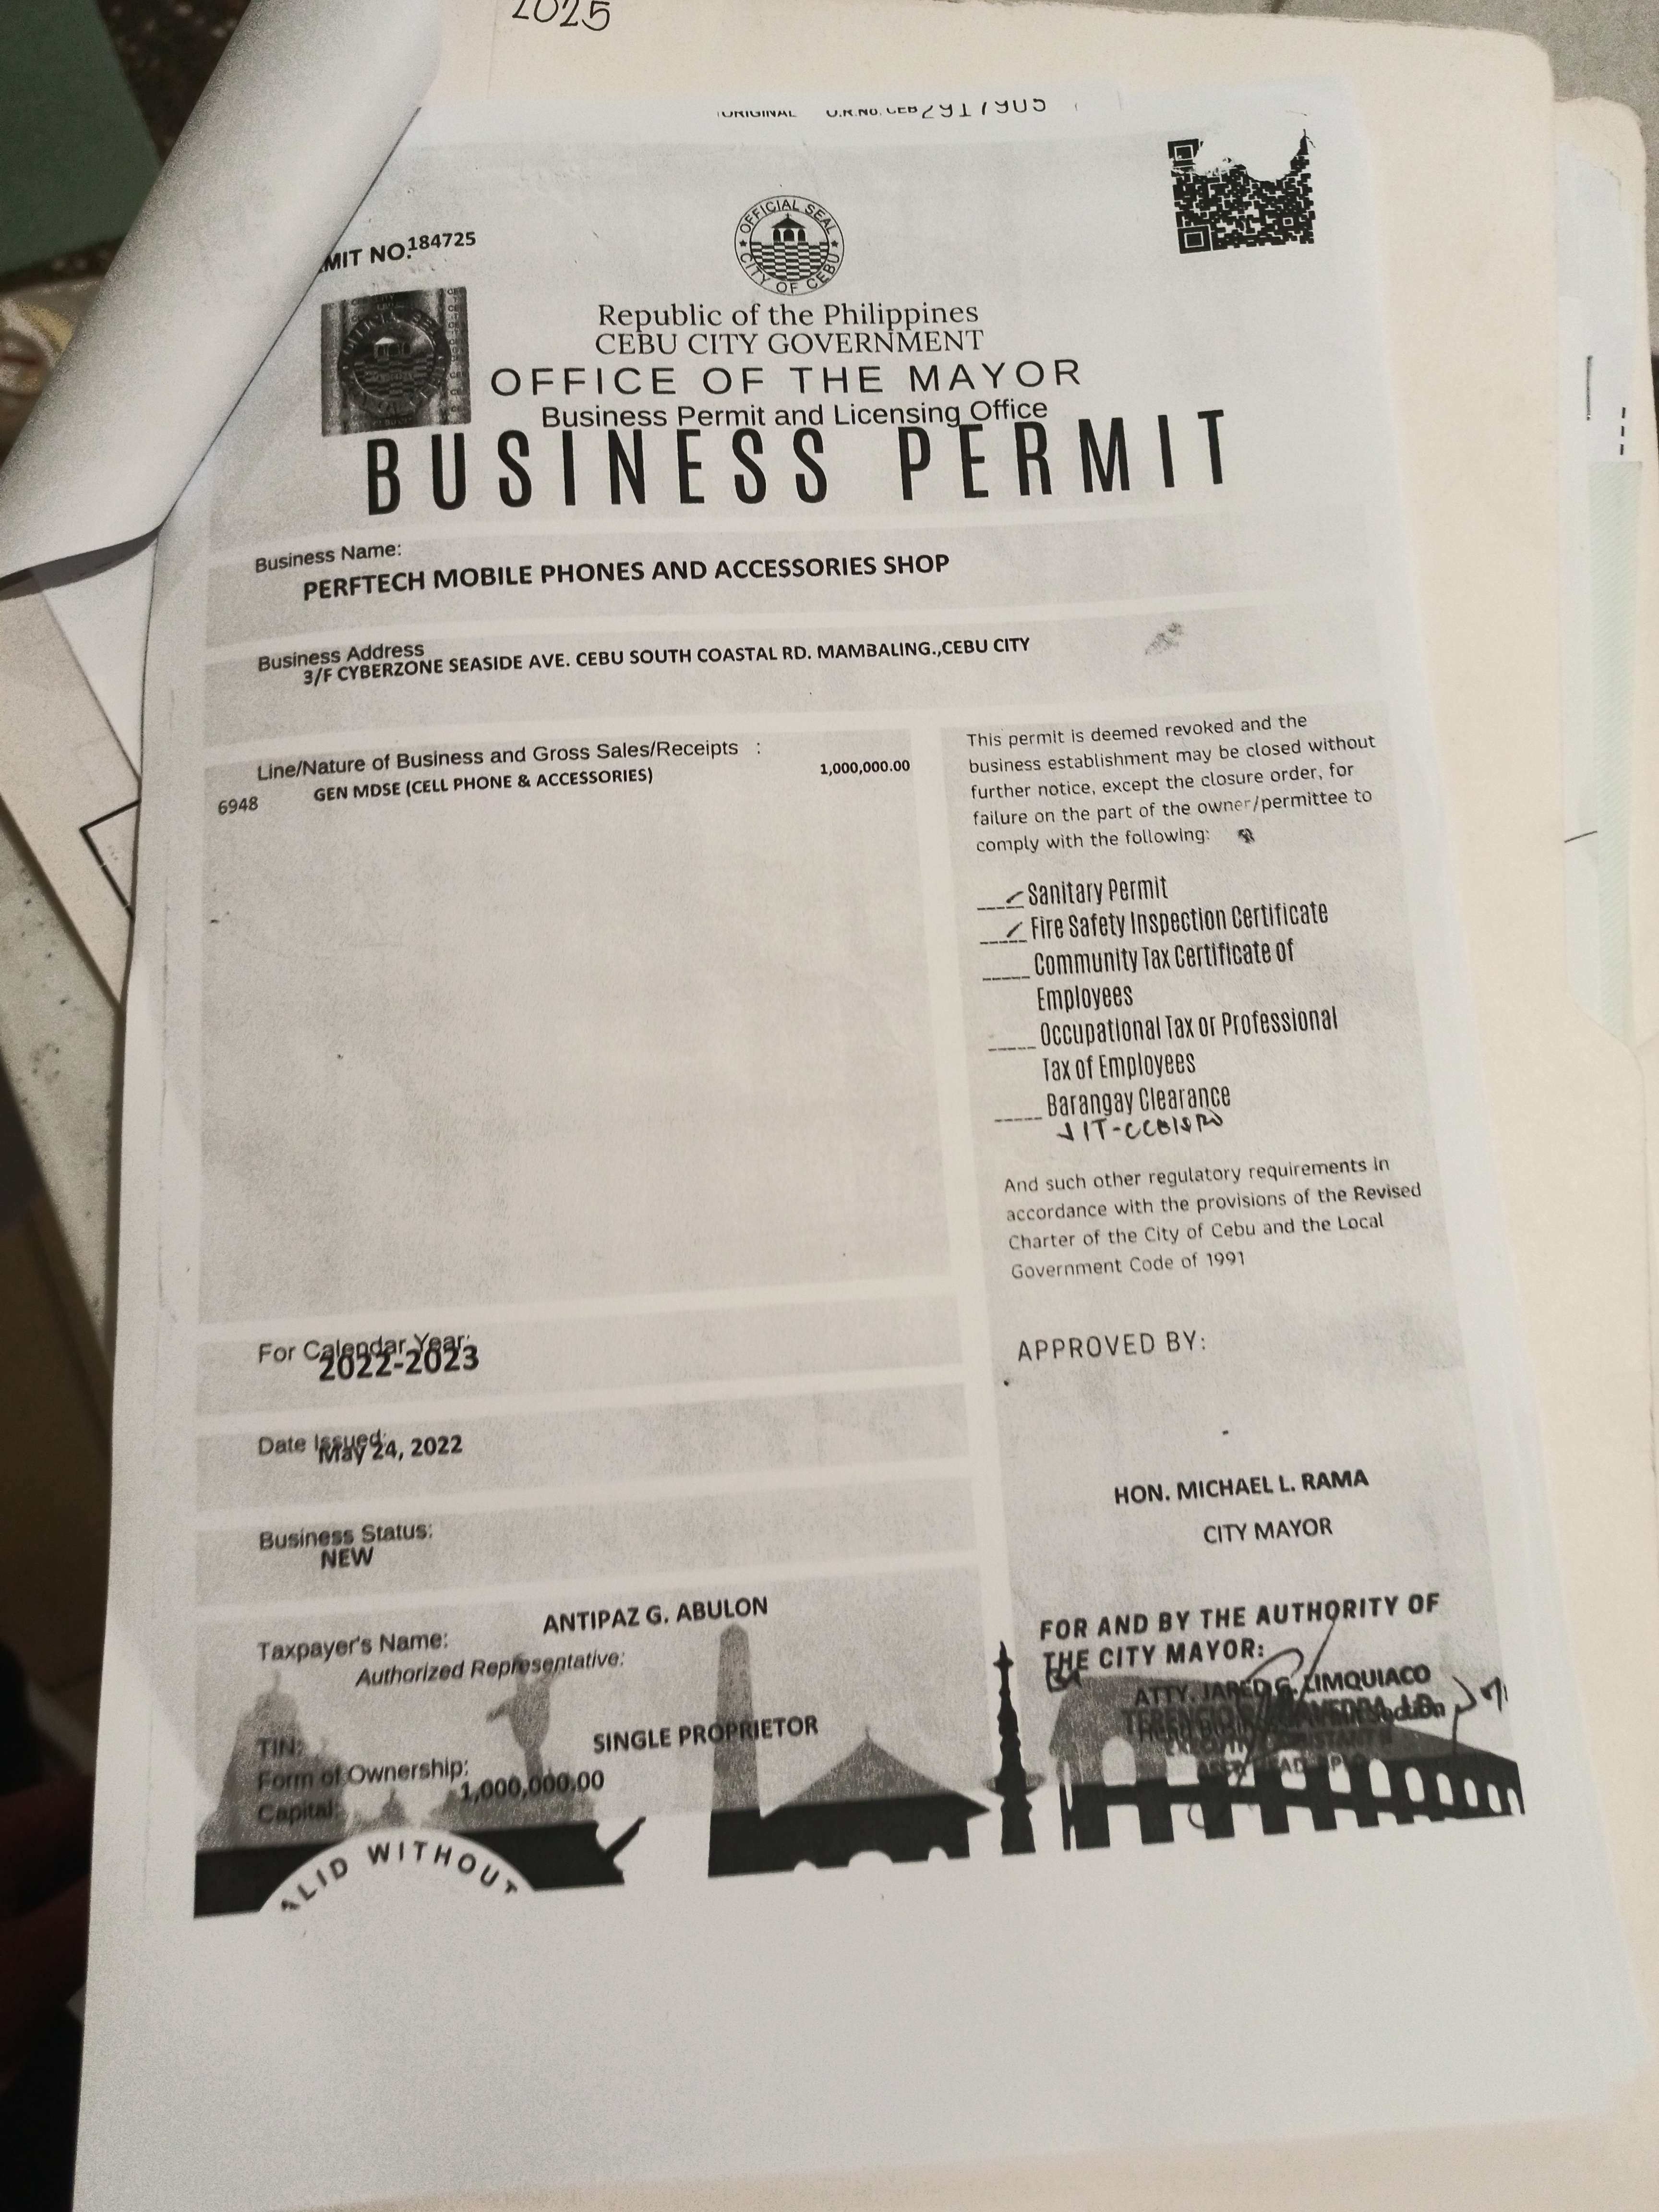 2025
ORIGINAL O.R.No. CEB 2917905
MIT NO. 184725
OFFICIAL SEAL
CITY OF CEBU
Republic of the Philippines
CEBU CITY GOVERNMENT
OFFICE OF THE MAYOR
Business Permit and Licensing Office
BUSINESS PERMIT
Business Name:
PERFTECH MOBILE PHONES AND ACCESSORIES SHOP
Business Address
3/F CYBERZONE SEASIDE AVE. CEBU SOUTH COASTAL RD. MAMBALING.,CEBU CITY
Line/Nature of Business and Gross Sales/Receipts :
6948 GEN MDSE (CELL PHONE & ACCESSORIES) 1,000,000.00
This permit is deemed revoked and the
business establishment may be closed without
further notice, except the closure order, for
failure on the part of the owner/permittee to
comply with the following:
Sanitary Permit
Fire Safety Inspection Certificate
Community Tax Certificate of
Employees
Occupational Tax or Professional
Tax of Employees
Barangay Clearance
And such other regulatory requirements in
accordance with the provisions of the Revised
Charter of the City of Cebu and the Local
Government Code of 1991
For Calendar Year:
2022-2023
Date Issued:
May 24, 2022
Business Status:
NEW
APPROVED BY:
HON. MICHAEL L. RAMA
CITY MAYOR
Taxpayer's Name: ANTIPAZ G. ABULON
Authorized Representative:
TIN:
Form of Ownership: SINGLE PROPRIETOR
Capital: 1,000,000.00
FOR AND BY THE AUTHORITY OF
THE CITY MAYOR:
ATTY. JARED G. LIMQUIACO
ALID WITHOUT